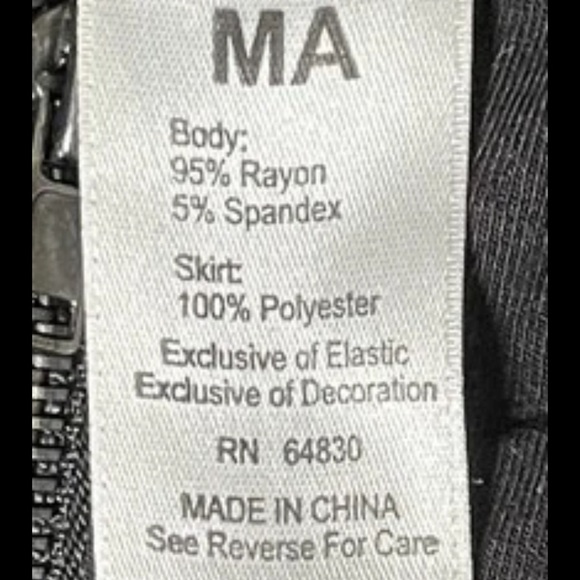 MA
Body:
95% Rayon
5% Spandex
Skirt:
100% Polyester
Exclusive of Elastic
Exclusive of Decoration
RN 64830
MADE IN CHINA
See Reverse For Care